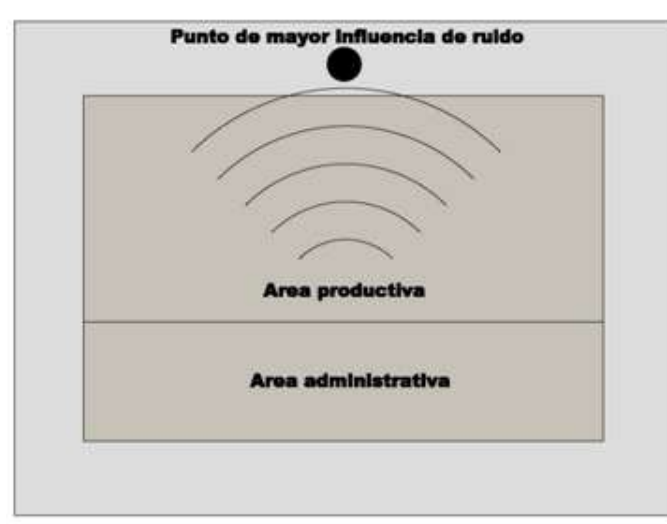 Punto de mayor influencia de ruido
Area productiva
Area administrativa